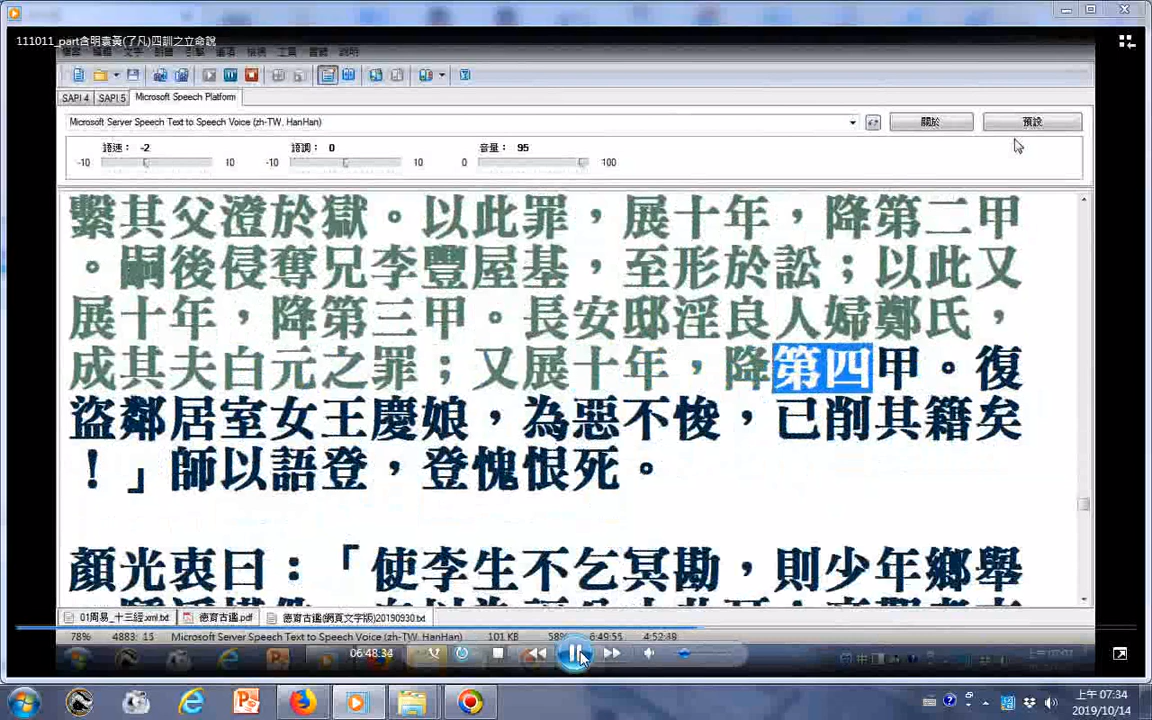 111011_part含明袁黃(了凡)四訓之立命說
SAPI 4 SAPI 5 Microsoft Speech Platform
Microsoft Server Speech Text to Speech Voice (zh-TW, HanHan) 關於 預設
語速： -2 語調： 0 音量： 95
-10 10 -10 10 0 100
繫其父澄於獄。以此罪，展十年，降第二甲
。嗣後侵奪兄李豐屋基，至形於訟；以此又
展十年，降第三甲。長安邸淫良人婦鄭氏，
成其夫白元之罪；又展十年，降第四甲。復
盜鄰居室女王慶娘，為惡不悛，已削其籍矣
！」師以語登，登愧恨死。
顏光衷曰：「使李生不乞冥勘，則少年鄉舉
01周易_十三經.xml.txt 德育古鑑.pdf 德育古鑑(網頁文字版)20190930.txt
78% 4883: 15 Microsoft Server Speech Text to Speech Voice (zh-TW, HanHan) 101 KB 58% 6:49:55 4:52:39
06:48:34
上午 07:34
2019/10/14